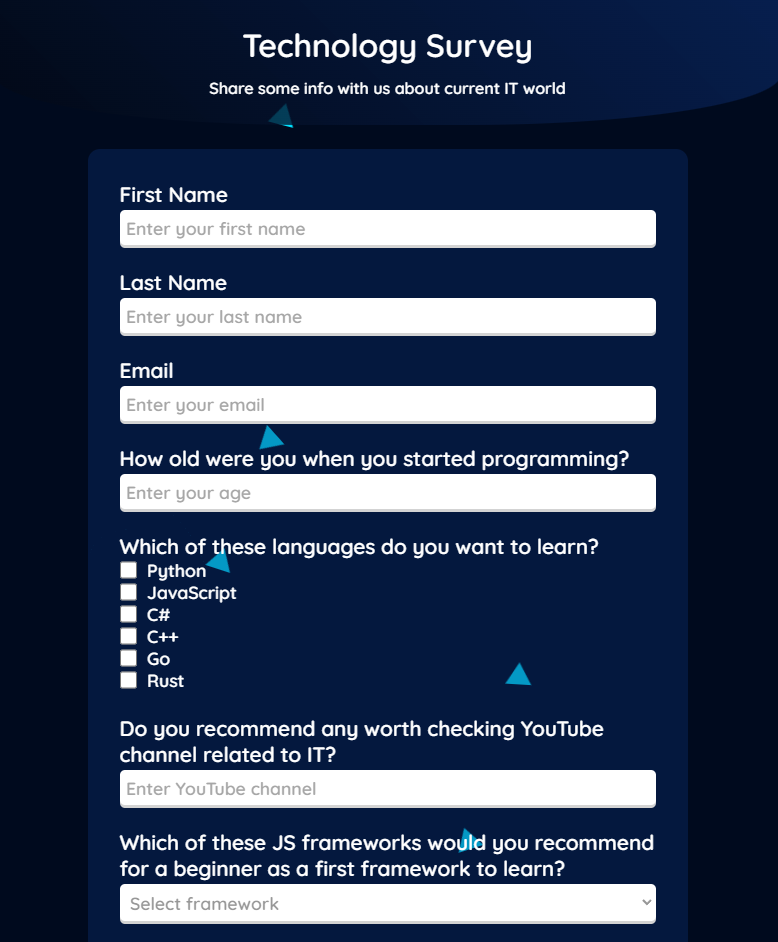 Technology Survey
Share some info with us about current IT world
First Name
Enter your first name
Last Name
Enter your last name
Email
Enter your email
How old were you when you started programming?
Enter your age
Which of these languages do you want to learn?
Python
JavaScript
C#
C++
Go
Rust
Do you recommend any worth checking YouTube
channel related to IT?
Enter YouTube channel
Which of these JS frameworks would you recommend
for a beginner as a first framework to learn?
Select framework